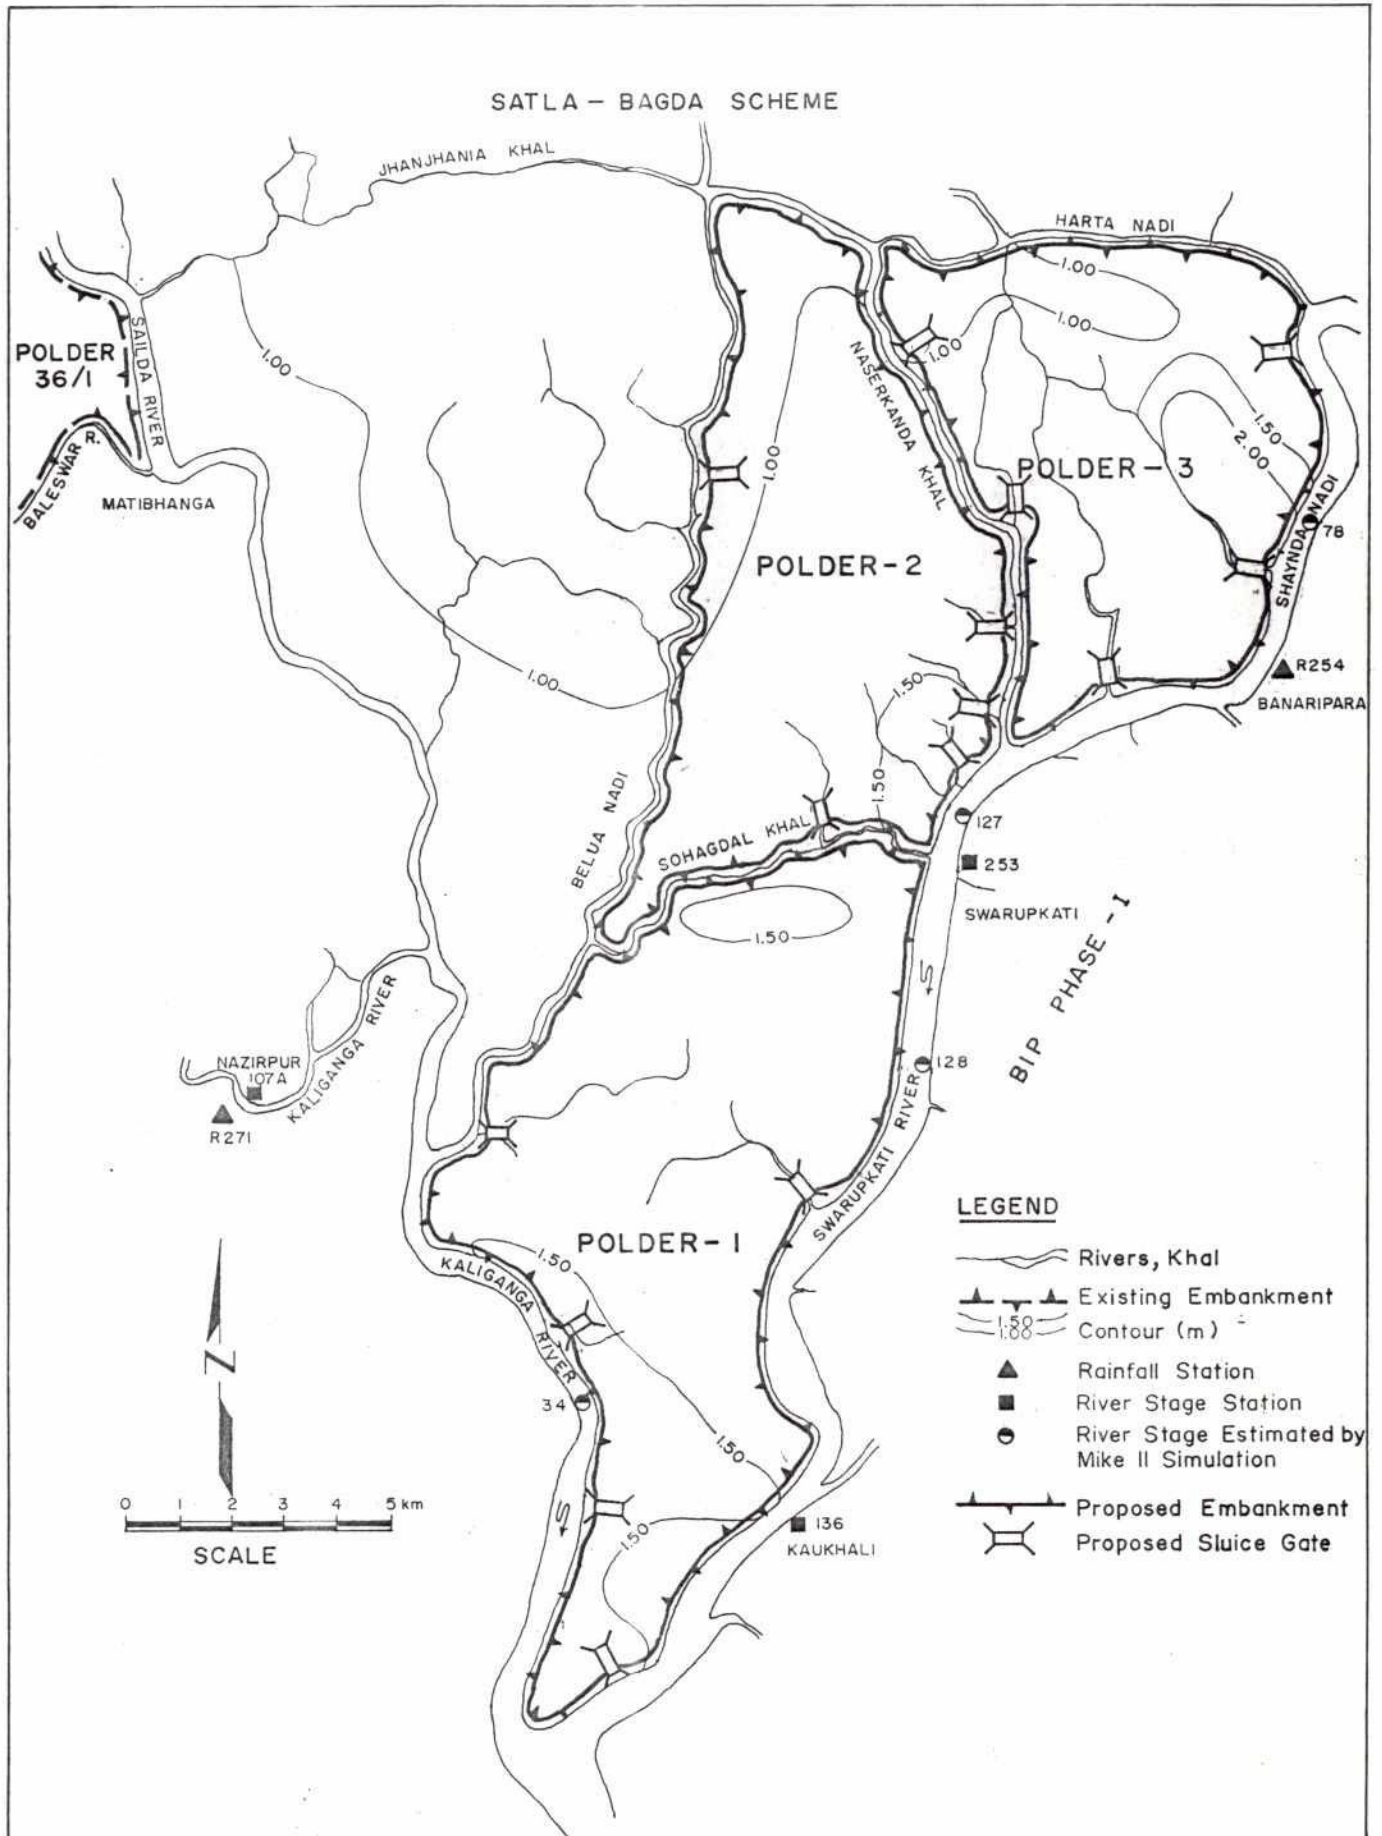 SATLA - BAGDA SCHEME
JHANJHANIA KHAL
HARTA NADI
1.00
1.00
POLDER
36/1
SAILDA RIVER
1.00
NASERKANDA KHAL
1.00
1.50
2.00
BALESWAR R.
MATIBHANGA
1.00
POLDER-3
SHAYNDA NADI
78
POLDER-2
1.00
1.50
R254
BANARIPARA
BELUA NADI
1.50
SOHAGDAL KHAL
127
253
SWARUPKATI
1.50
BIP PHASE-I
KALIGANGA RIVER
NAZIRPUR
107A
R271
128
SWARUPKATI RIVER
POLDER-1
KALIGANGA RIVER
1.50
34
1.50
1.50
136
KAUKHALI
N
0 1 2 3 4 5 km
SCALE
LEGEND
Rivers, Khal
Existing Embankment
1.50
1.00
Contour (m)
Rainfall Station
River Stage Station
River Stage Estimated by
Mike II Simulation
Proposed Embankment
Proposed Sluice Gate